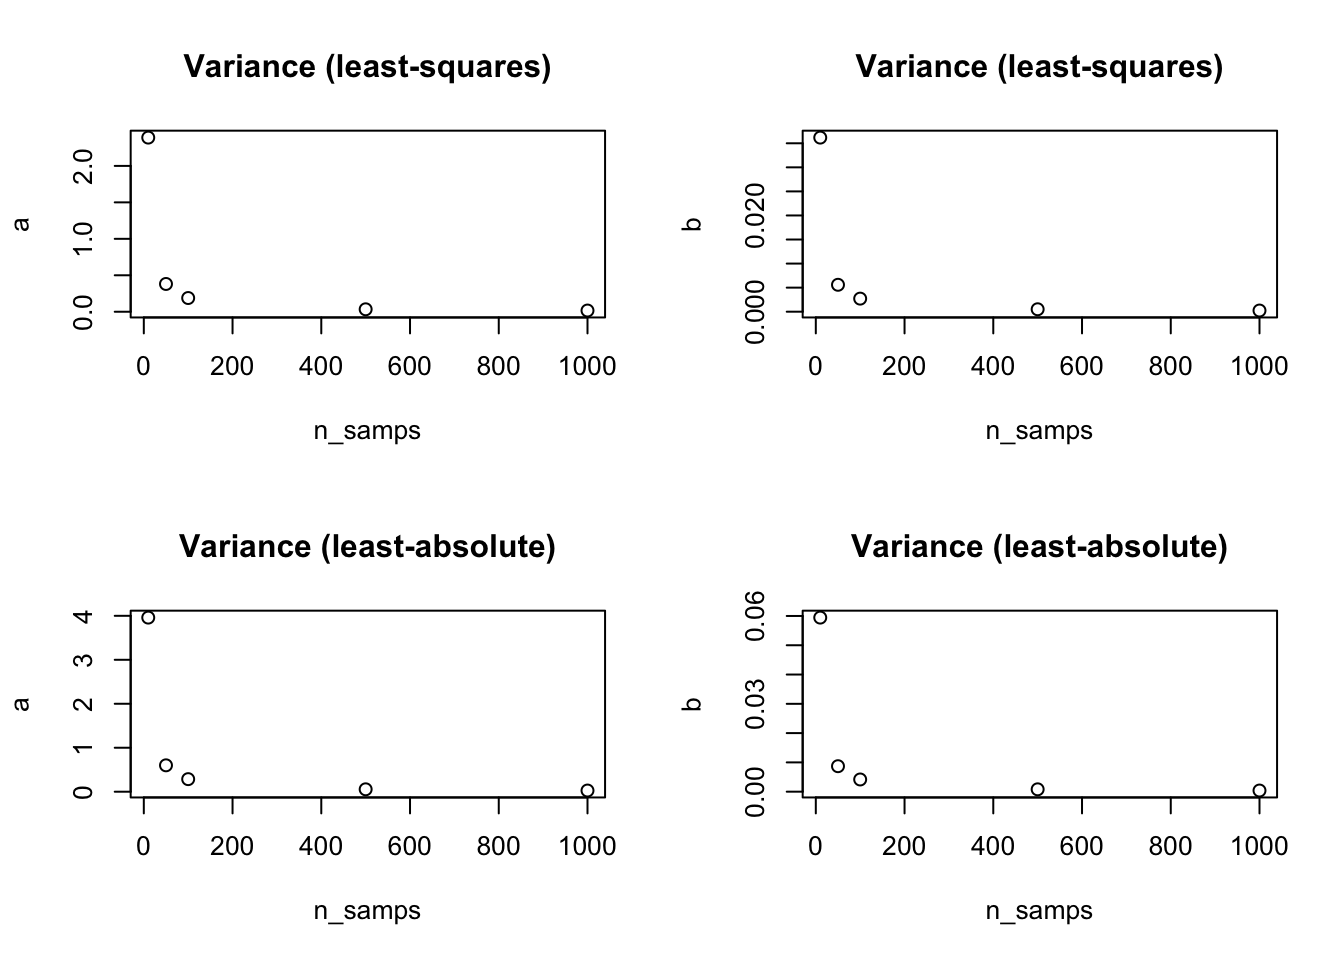 Variance (least-squares)
a
0.0 1.0 2.0
0 200 400 600 800 1000
n_samps
Variance (least-squares)
b
0.000 0.020
0 200 400 600 800 1000
n_samps
Variance (least-absolute)
a
0 1 2 3 4
0 200 400 600 800 1000
n_samps
Variance (least-absolute)
b
0.00 0.03 0.06
0 200 400 600 800 1000
n_samps